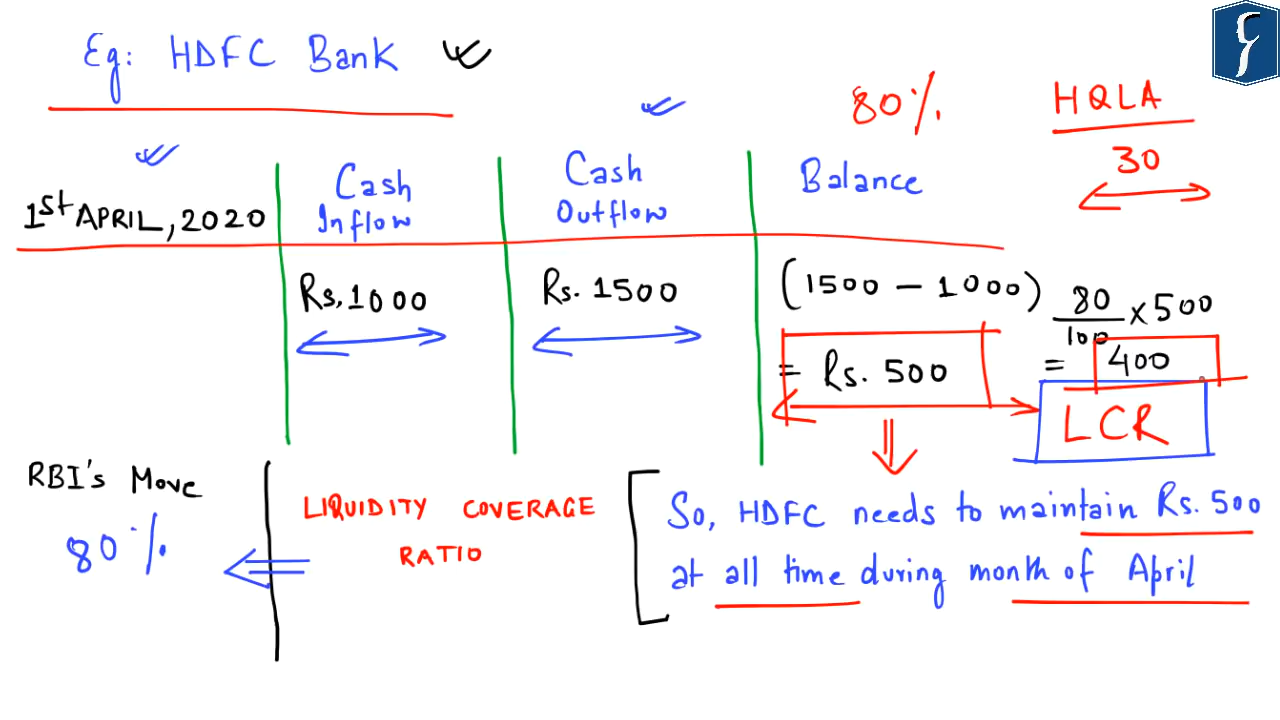 Eg: HDFC Bank
80%
HQLA
30
1st APRIL, 2020
Cash Inflow
Cash Outflow
Balance
Rs. 1000
Rs. 1500
(1500 - 1000)
= Rs. 500
80/100 x 500
= 400
LCR
RBI's Move
80%
LIQUIDITY COVERAGE
RATIO
So, HDFC needs to maintain Rs. 500
at all time during month of April